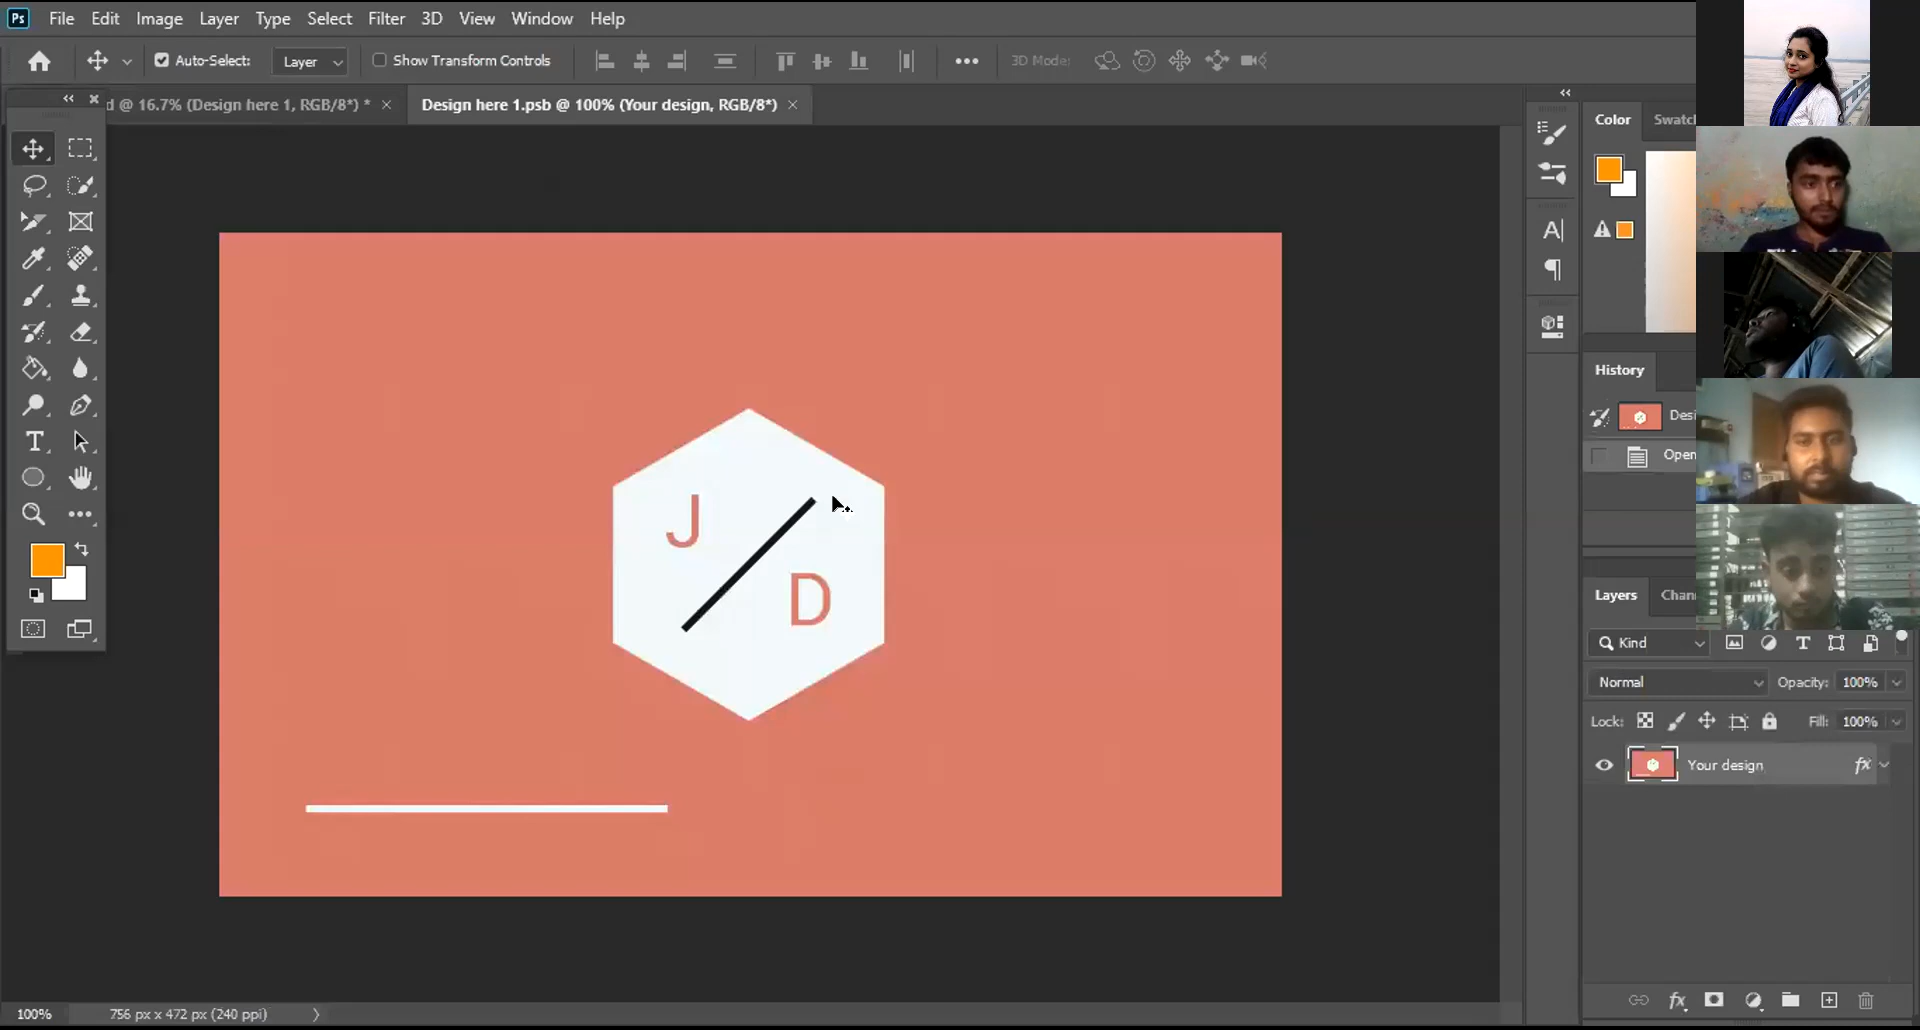 Ps File Edit Image Layer Type Select Filter 3D View Window Help
Auto-Select: Layer Show Transform Controls 3D Mode:
d @ 16.7% (Design here 1, RGB/8*) * Design here 1.psb @ 100% (Your design, RGB/8*)
Color Swatc
J
D
T
A
History
Desi
Open
Layers Chan
Kind T
Normal Opacity: 100%
Lock: Fill: 100%
Your design fx
fx
100% 756 px x 472 px (240 ppi)